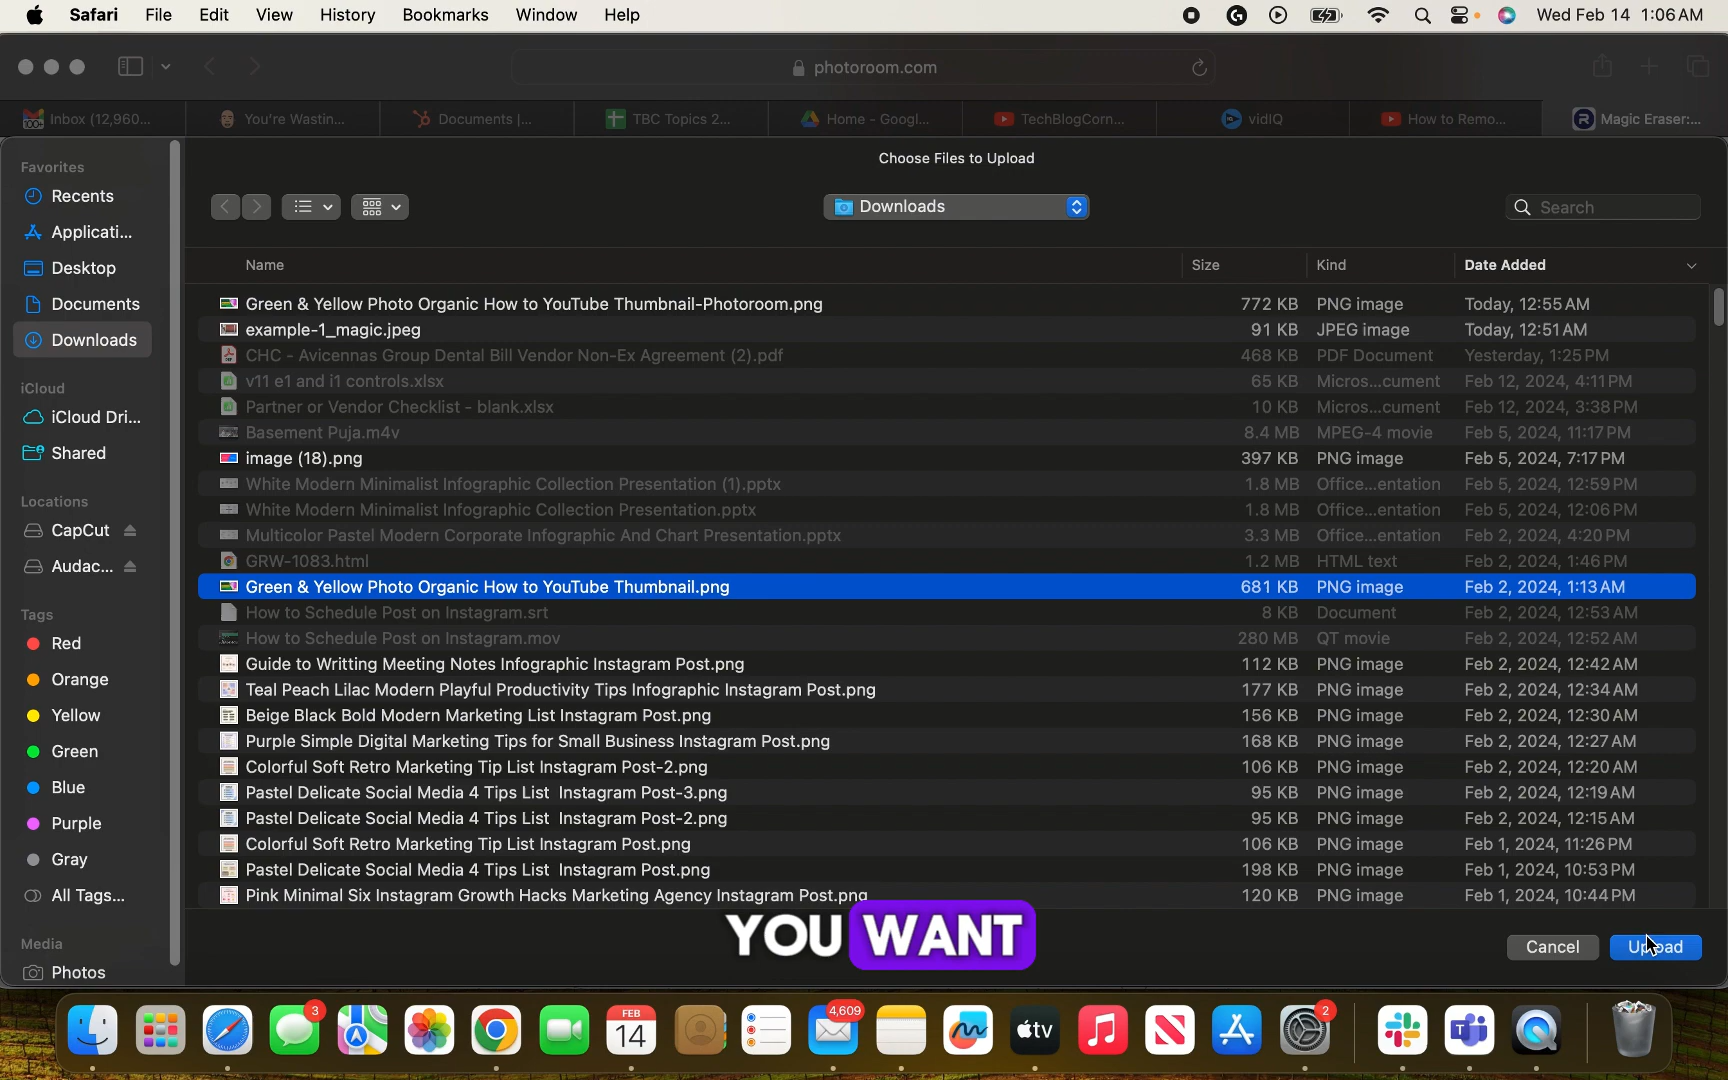 Safari File Edit View History Bookmarks Window Help Wed Feb 14 1:06 AM
photoroom.com
Inbox (12,960... You're Wastin... Documents |... TBC Topics 2... Home - Googl... TechBlogCorn... vidIQ How to Remo... Magic Eraser:...
Choose Files to Upload
Downloads
Search
Favorites
Recents
Applicati...
Desktop
Documents
Downloads
iCloud
iCloud Dri...
Shared
Locations
CapCut
Audac...
Tags
Red
Orange
Yellow
Green
Blue
Purple
Gray
All Tags...
Media
Photos
Name Size Kind Date Added
Green & Yellow Photo Organic How to YouTube Thumbnail-Photoroom.png 772 KB PNG image Today, 12:55 AM
example-1_magic.jpeg 91 KB JPEG image Today, 12:51 AM
CHC - Avicennas Group Dental Bill Vendor Non-Ex Agreement (2).pdf 468 KB PDF Document Yesterday, 1:25 PM
v11 e1 and i1 controls.xlsx 65 KB Micros...cument Feb 12, 2024, 4:11 PM
Partner or Vendor Checklist - blank.xlsx 10 KB Micros...cument Feb 12, 2024, 3:38 PM
Basement Puja.m4v 8.4 MB MPEG-4 movie Feb 5, 2024, 11:17 PM
image (18).png 397 KB PNG image Feb 5, 2024, 7:17 PM
White Modern Minimalist Infographic Collection Presentation (1).pptx 1.8 MB Office...entation Feb 5, 2024, 12:59 PM
White Modern Minimalist Infographic Collection Presentation.pptx 1.8 MB Office...entation Feb 5, 2024, 12:06 PM
Multicolor Pastel Modern Corporate Infographic And Chart Presentation.pptx 3.3 MB Office...entation Feb 2, 2024, 4:20 PM
GRW-1083.html 1.2 MB HTML text Feb 2, 2024, 1:46 PM
Green & Yellow Photo Organic How to YouTube Thumbnail.png 681 KB PNG image Feb 2, 2024, 1:13 AM
How to Schedule Post on Instagram.srt 8 KB Document Feb 2, 2024, 12:53 AM
How to Schedule Post on Instagram.mov 280 MB QT movie Feb 2, 2024, 12:52 AM
Guide to Writting Meeting Notes Infographic Instagram Post.png 112 KB PNG image Feb 2, 2024, 12:42 AM
Teal Peach Lilac Modern Playful Productivity Tips Infographic Instagram Post.png 177 KB PNG image Feb 2, 2024, 12:34 AM
Beige Black Bold Modern Marketing List Instagram Post.png 156 KB PNG image Feb 2, 2024, 12:30 AM
Purple Simple Digital Marketing Tips for Small Business Instagram Post.png 168 KB PNG image Feb 2, 2024, 12:27 AM
Colorful Soft Retro Marketing Tip List Instagram Post-2.png 106 KB PNG image Feb 2, 2024, 12:20 AM
Pastel Delicate Social Media 4 Tips List Instagram Post-3.png 95 KB PNG image Feb 2, 2024, 12:19 AM
Pastel Delicate Social Media 4 Tips List Instagram Post-2.png 95 KB PNG image Feb 2, 2024, 12:15 AM
Colorful Soft Retro Marketing Tip List Instagram Post.png 106 KB PNG image Feb 1, 2024, 11:26 PM
Pastel Delicate Social Media 4 Tips List Instagram Post.png 198 KB PNG image Feb 1, 2024, 10:53 PM
Pink Minimal Six Instagram Growth Hacks Marketing Agency Instagram Post.png 120 KB PNG image Feb 1, 2024, 10:44 PM
YOU WANT
Cancel Upload
3 FEB 14 4,609 tv 2